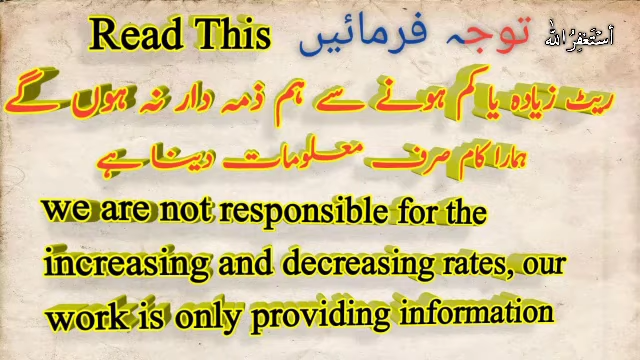 Read This توجہ فرمائیں أستغفر الله
ریٹ زیادہ یا کم ہونے سے ہم ذمہ دار نہ ہوں گے
ہمارا کام صرف معلومات دینا ہے
we are not responsible for the
increasing and decreasing rates, our
work is only providing information